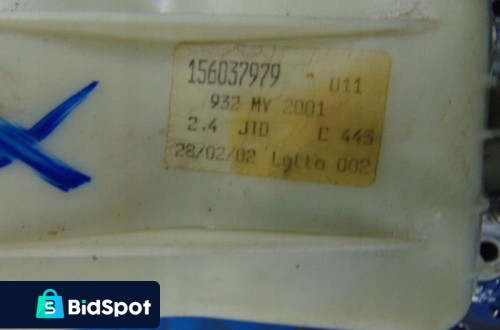 156037979 - 011
932 MY 2001
2.4 JTD C 443
28/02/02 Lotto 002
S
BidSpot